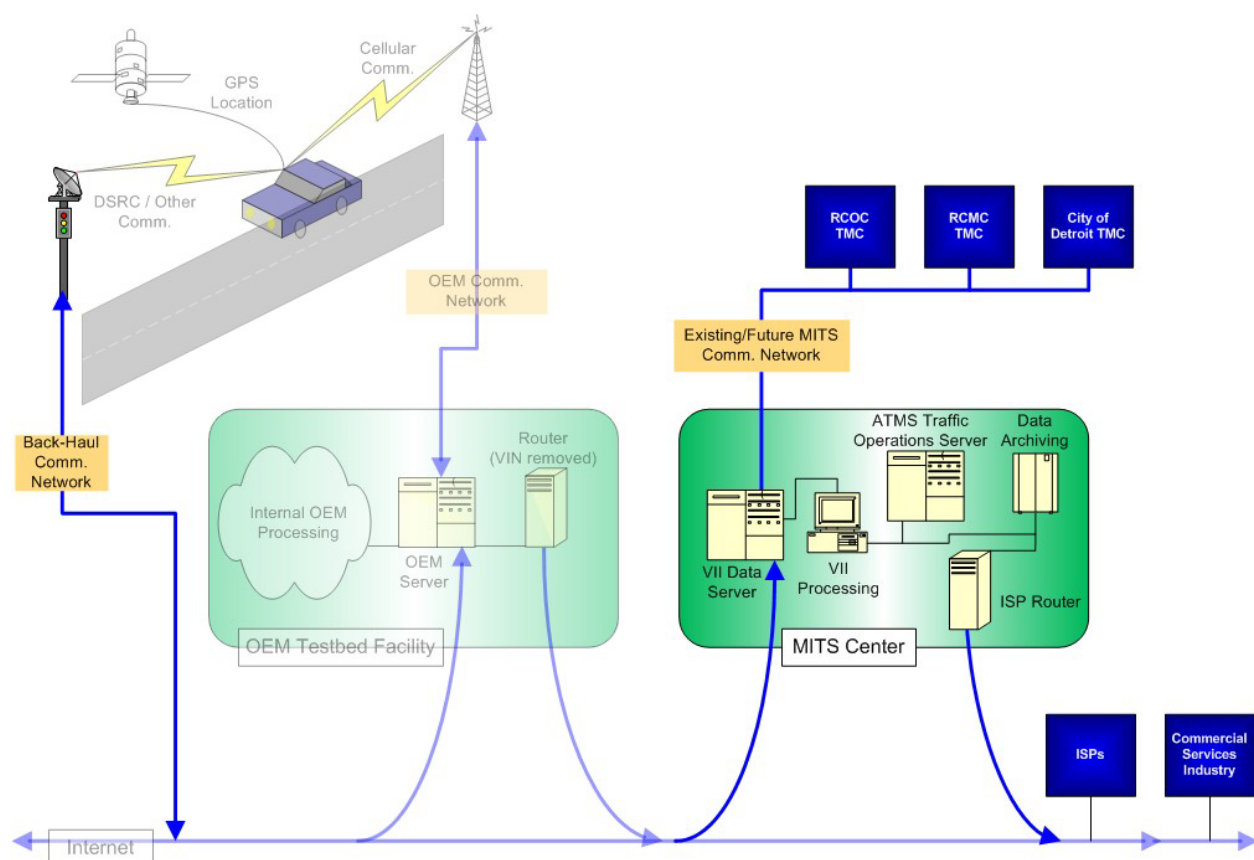 Cellular
Comm.
GPS
Location
DSRC / Other
Comm.
RCOC
TMC
RCMC
TMC
City of
Detroit TMC
OEM Comm.
Network
Existing/Future MITS
Comm. Network
Back-Haul
Comm.
Network
Router
(VIN removed)
Internal OEM
Processing
OEM
Server
OEM Testbed Facility
ATMS Traffic
Operations Server
Data
Archiving
VII Data
Server
VII
Processing
ISP Router
MITS Center
ISPs
Commercial
Services
Industry
Internet